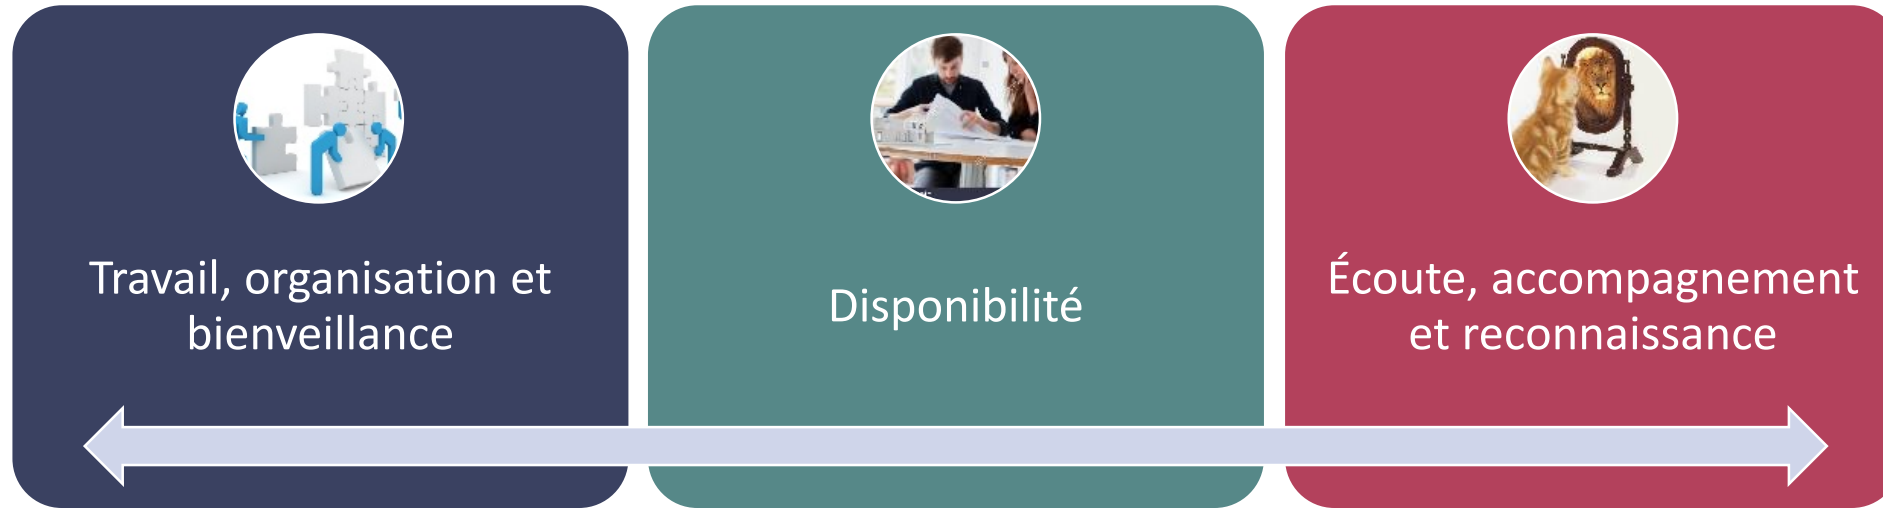 Travail, organisation et
bienveillance
Disponibilité
Écoute, accompagnement
et reconnaissance